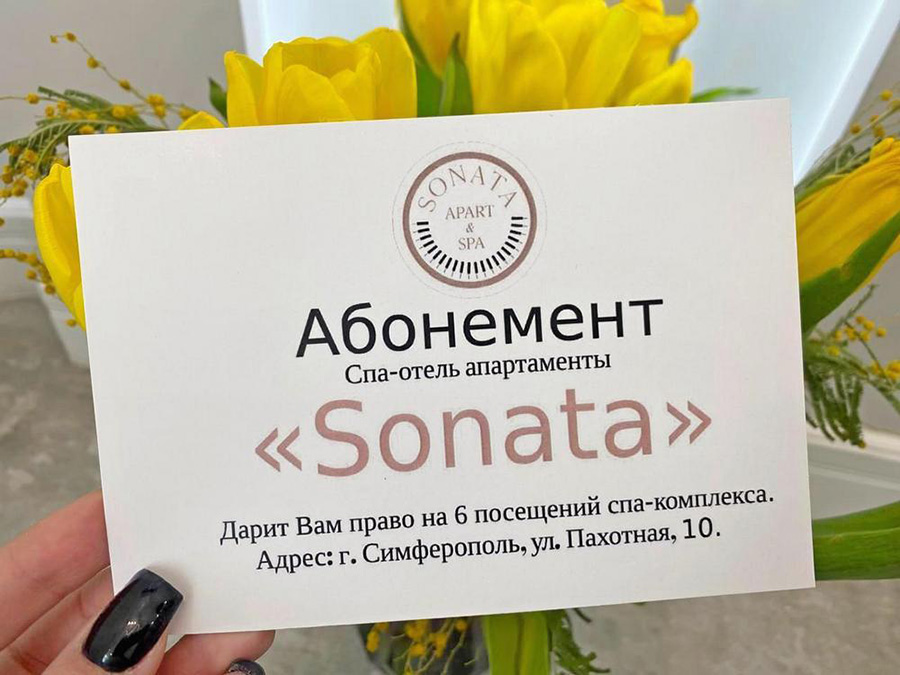 SONATA
APART
&
SPA
Абонемент
Спа-отель апартаменты
«Sonata»
Дарит Вам право на 6 посещений спа-комплекса.
Адрес: г. Симферополь, ул. Пахотная, 10.